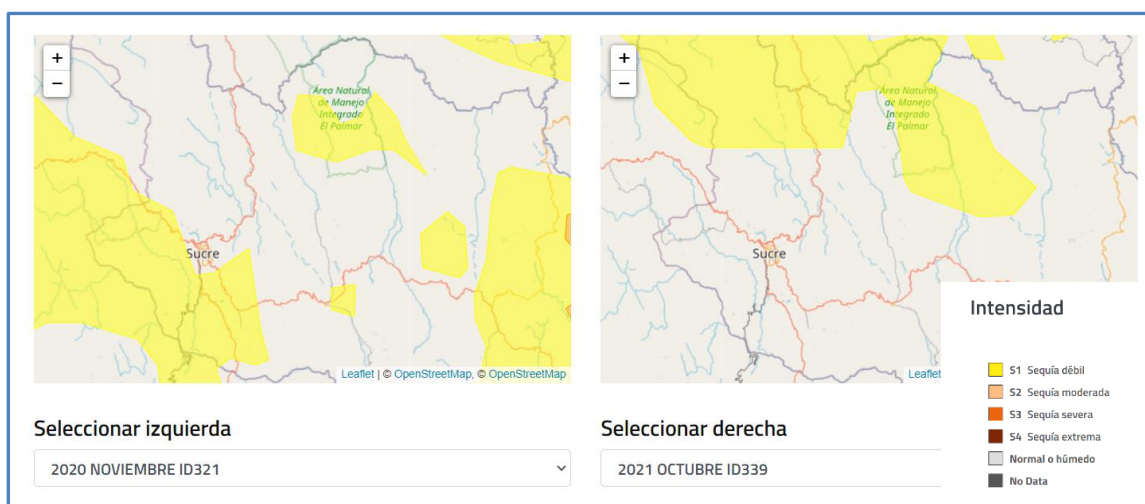 +
−
Área Natural
de Manejo
Integrado
El Palmar
Sucre
Leaflet | © OpenStreetMap, © OpenStreetMap
+
−
Área Natural
de Manejo
Integrado
El Palmar
Sucre
Leaflet
Intensidad
S1 Sequía débil
S2 Sequía moderada
S3 Sequía severa
S4 Sequía extrema
Normal o húmedo
No Data
Seleccionar izquierda
2020 NOVIEMBRE ID321
Seleccionar derecha
2021 OCTUBRE ID339